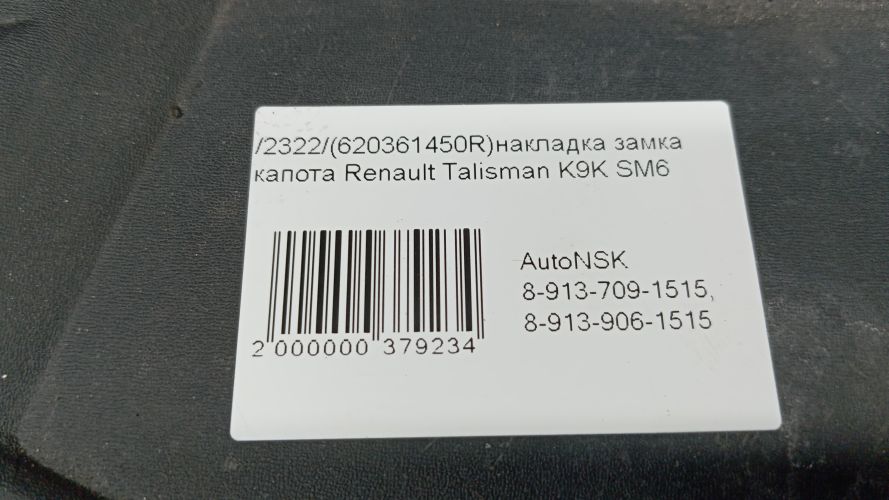 /2322/(620361450R)накладка замка
капота Renault Talisman K9K SM6
AutoNSK
8-913-709-1515,
8-913-906-1515
2 000000 379234